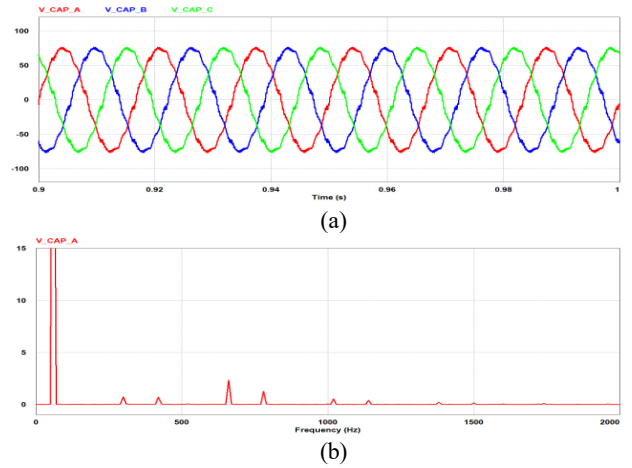 V_CAP_A V_CAP_B V_CAP_C
100
50
0
-50
-100
0.9 0.92 0.94 0.96 0.98 1
Time (s)
(a)
V_CAP_A
15
10
5
0
0 500 1000 1500 2000
Frequency (Hz)
(b)